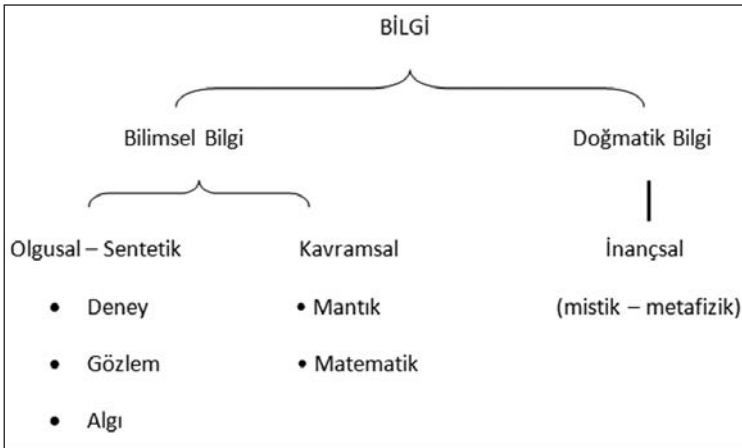 BİLGİ
Bilimsel Bilgi Doğmatik Bilgi
Olgusal – Sentetik Kavramsal İnançsal
• Deney • Mantık (mistik – metafizik)
• Gözlem • Matematik
• Algı